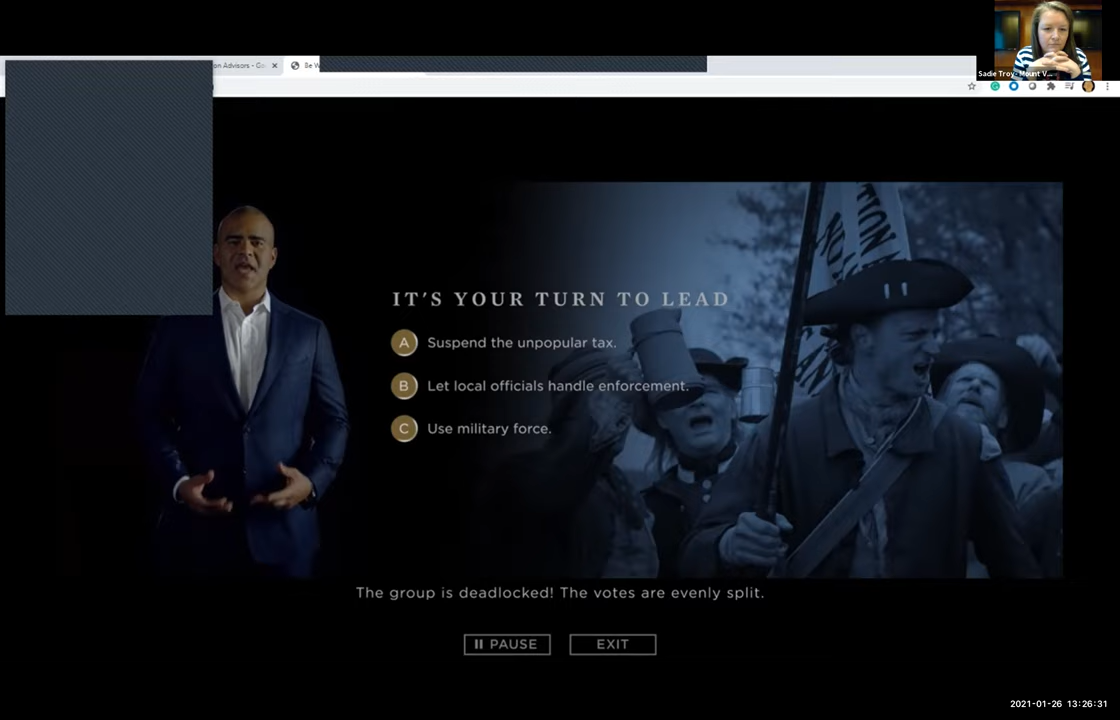 on Advisors - Go
Be V
Sadie Troy- Mount V...
TION
IT'S YOUR TURN TO LEAD
A Suspend the unpopular tax.
B Let local officials handle enforcement.
C Use military force.
The group is deadlocked! The votes are evenly split.
PAUSE EXIT
2021-01-26 13:26:31